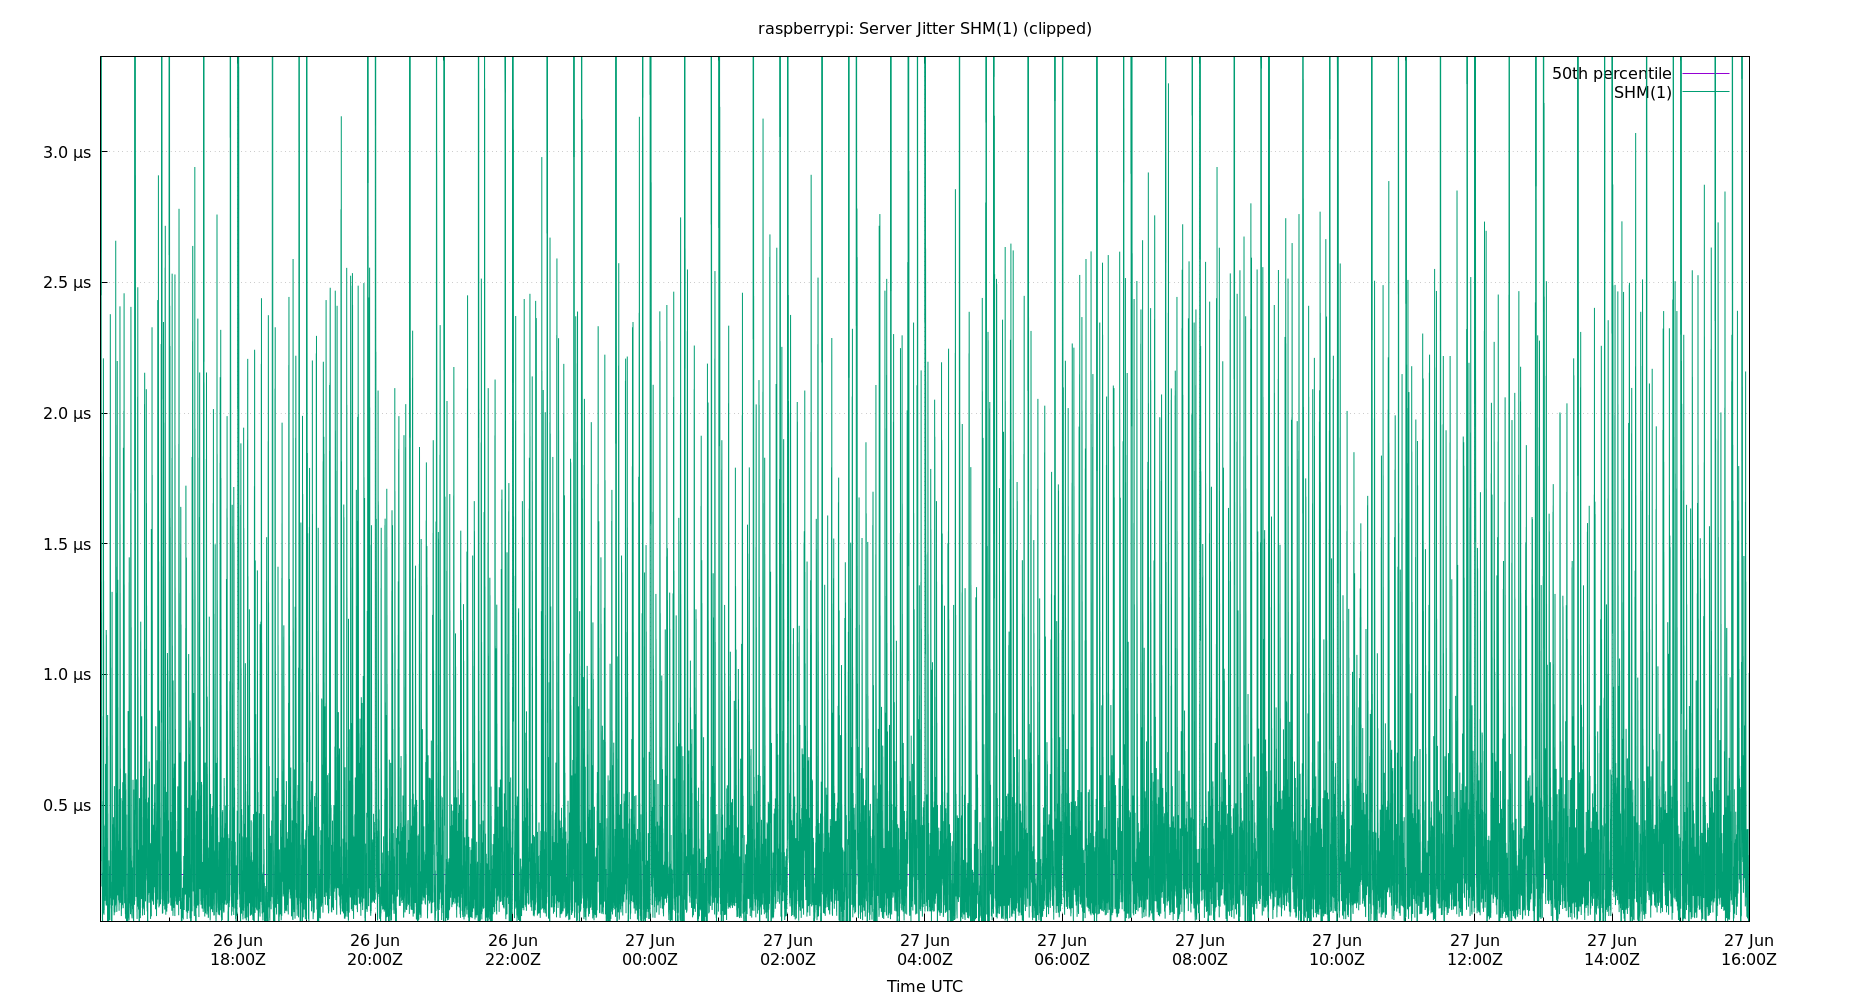 raspberrypi: Server Jitter SHM(1) (clipped)
50th percentile
SHM(1)
3.0 µs
2.5 µs
2.0 µs
1.5 µs
1.0 µs
0.5 µs
26 Jun 26 Jun 26 Jun 27 Jun 27 Jun 27 Jun 27 Jun 27 Jun 27 Jun 27 Jun 27 Jun 27 Jun
18:00Z 20:00Z 22:00Z 00:00Z 02:00Z 04:00Z 06:00Z 08:00Z 10:00Z 12:00Z 14:00Z 16:00Z
Time UTC